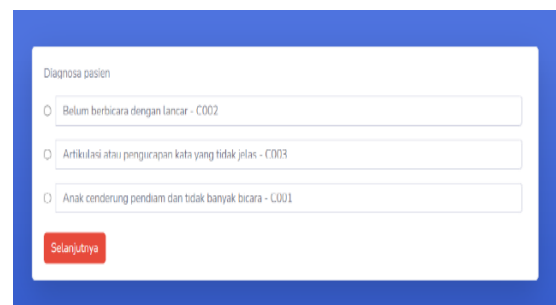 Diagnosa pasien
Belum berbicara dengan lancar - C002
Artikulasi atau pengucapan kata yang tidak jelas - C003
Anak cenderung pendiam dan tidak banyak bicara - C001
Selanjutnya